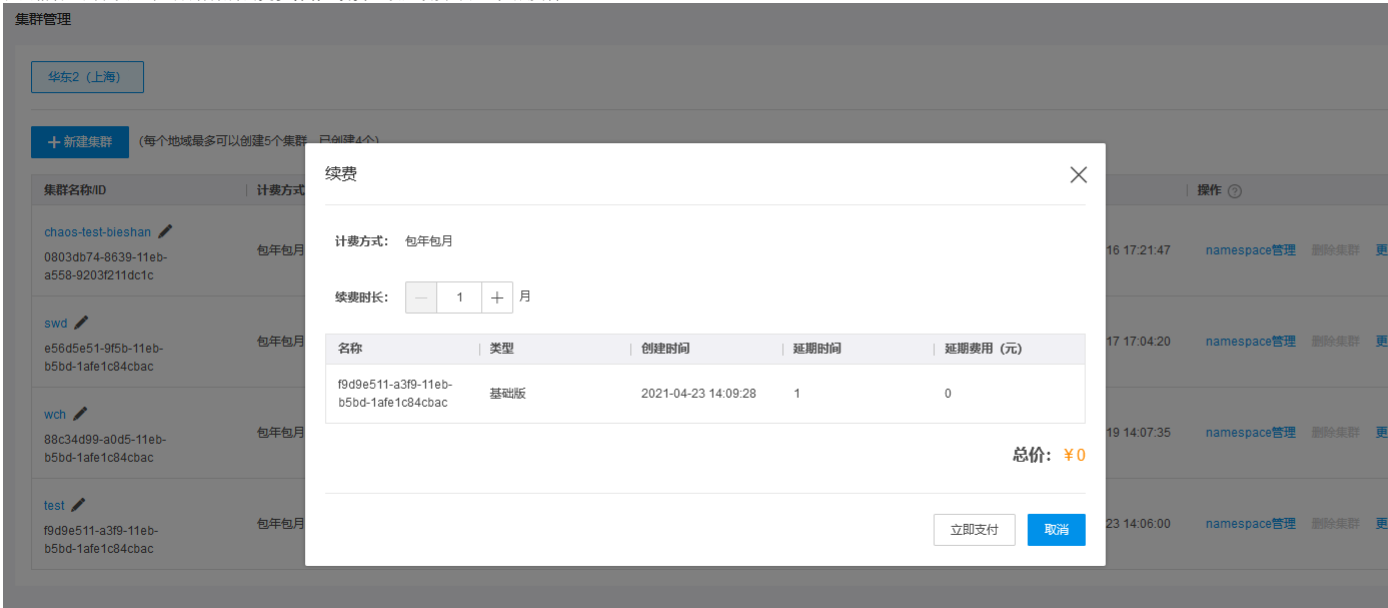 集群管理
华东2（上海）
＋新建集群 (每个地域最多可以创建5个集群，已创建4个)
集群名称/ID 计费方式 操作
chaos-test-bieshan
0803db74-8639-11eb-
a558-9203f211dc1c
包年包月 16 17:21:47 namespace管理 删除集群 更
swd
e56d5e51-9f5b-11eb-
b5bd-1afe1c84cbac
包年包月 17 17:04:20 namespace管理 删除集群 更
wch
88c34d99-a0d5-11eb-
b5bd-1afe1c84cbac
包年包月 19 14:07:35 namespace管理 删除集群 更
test
f9d9e511-a3f9-11eb-
b5bd-1afe1c84cbac
包年包月 23 14:06:00 namespace管理 删除集群 更
续费
计费方式： 包年包月
续费时长： 1 月
名称 类型 创建时间 延期时间 延期费用（元）
f9d9e511-a3f9-11eb-
b5bd-1afe1c84cbac
基础版 2021-04-23 14:09:28 1 0
总价：￥0
立即支付 取消